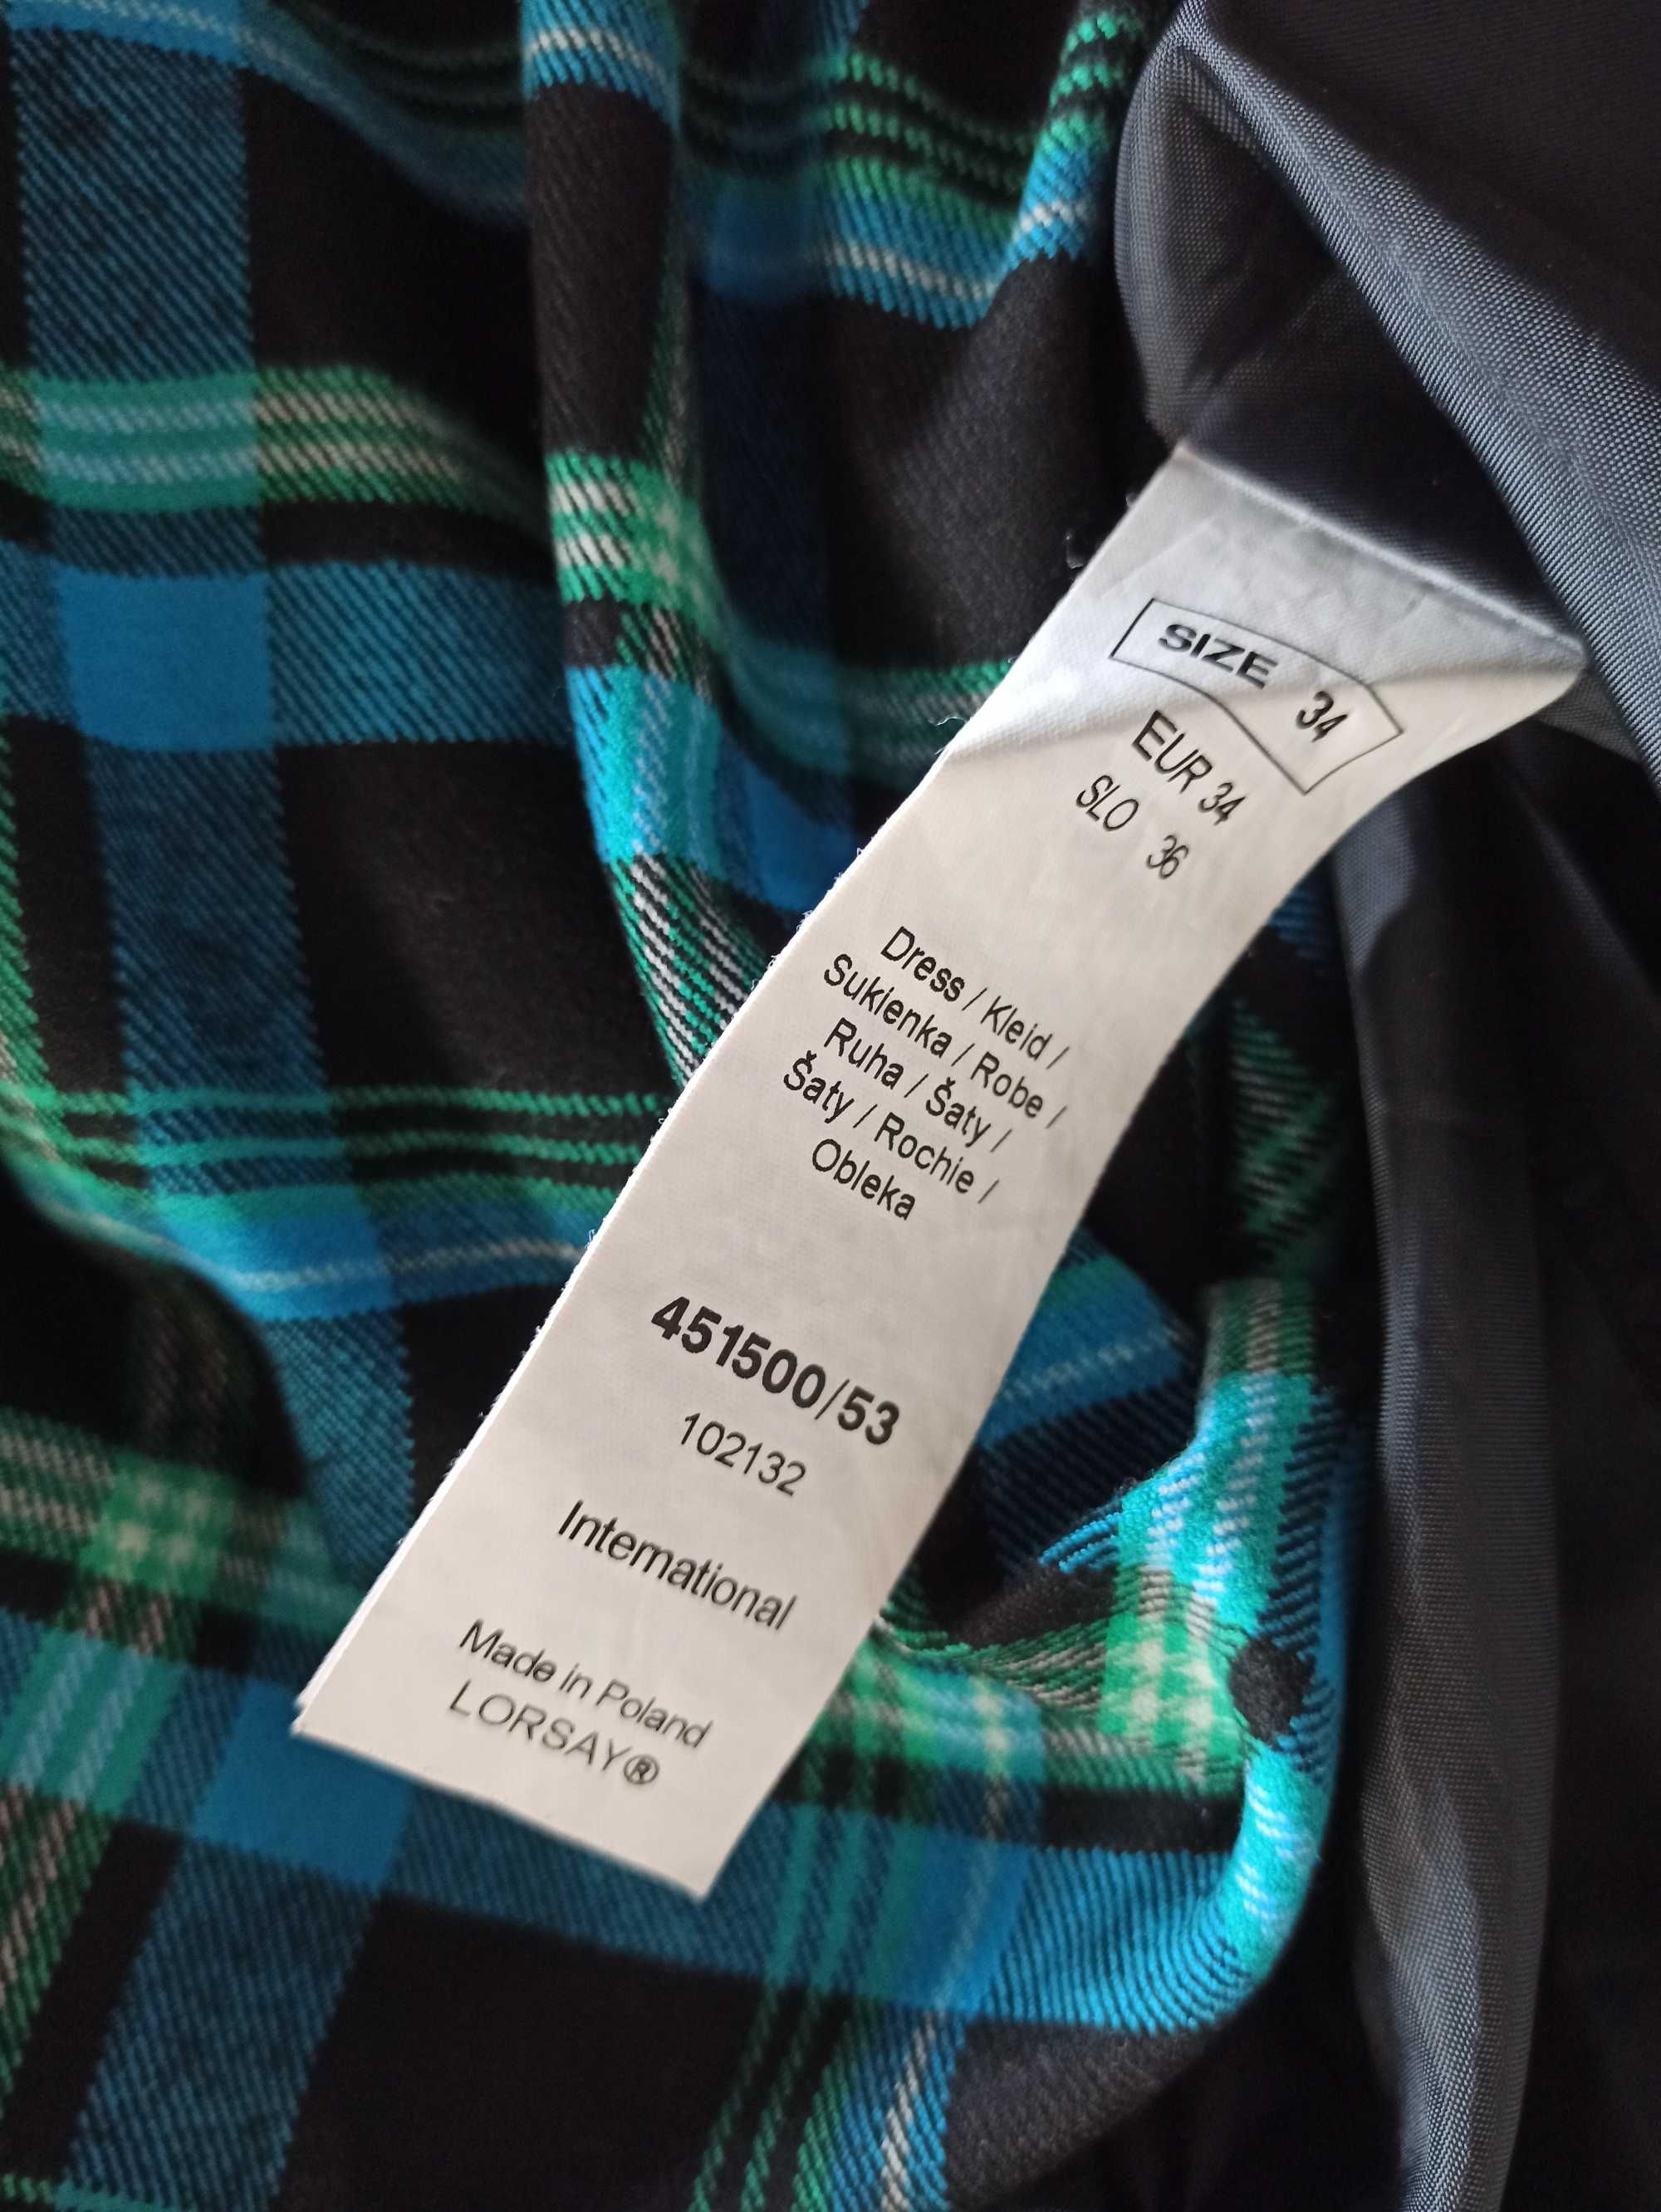 SIZE 34
EUR 34
SLO 36
Dress / Kleid /
Sukienka / Robe /
Ruha / Šaty /
Šaty / Rochie /
Obleka
451500/53
102132
International
Made in Poland
LORSAY®